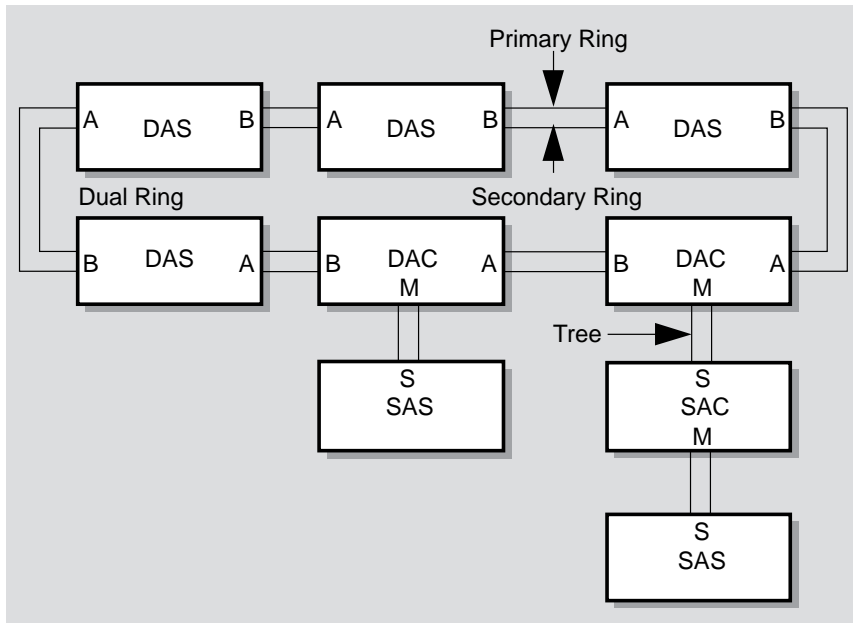 Primary Ring
A DAS B
A DAS B
A DAS B
Dual Ring
Secondary Ring
B DAS A
B DAC A
M
B DAC A
M
Tree
S
SAS
S
SAC
M
S
SAS